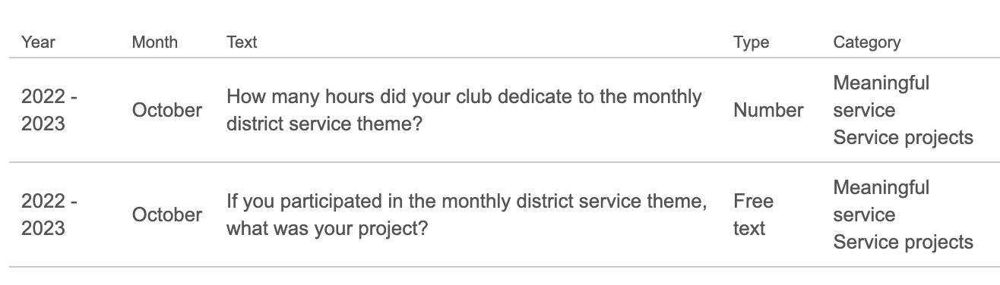 Year Month Text Type Category
2022 - 2023 October How many hours did your club dedicate to the monthly district service theme? Number Meaningful service Service projects
2022 - 2023 October If you participated in the monthly district service theme, what was your project? Free text Meaningful service Service projects